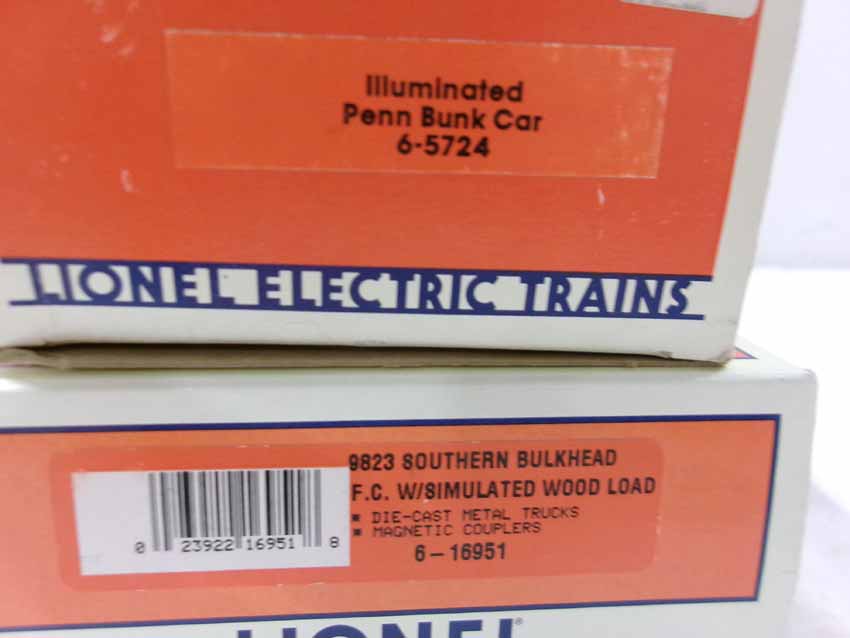 Illuminated
Penn Bunk Car
6-5724
LIONEL ELECTRIC TRAINS
9823 SOUTHERN BULKHEAD
F.C. W/SIMULATED WOOD LOAD
▪ DIE-CAST METAL TRUCKS
▪ MAGNETIC COUPLERS
6-16951
0 23922 16951 8
LIONEL®